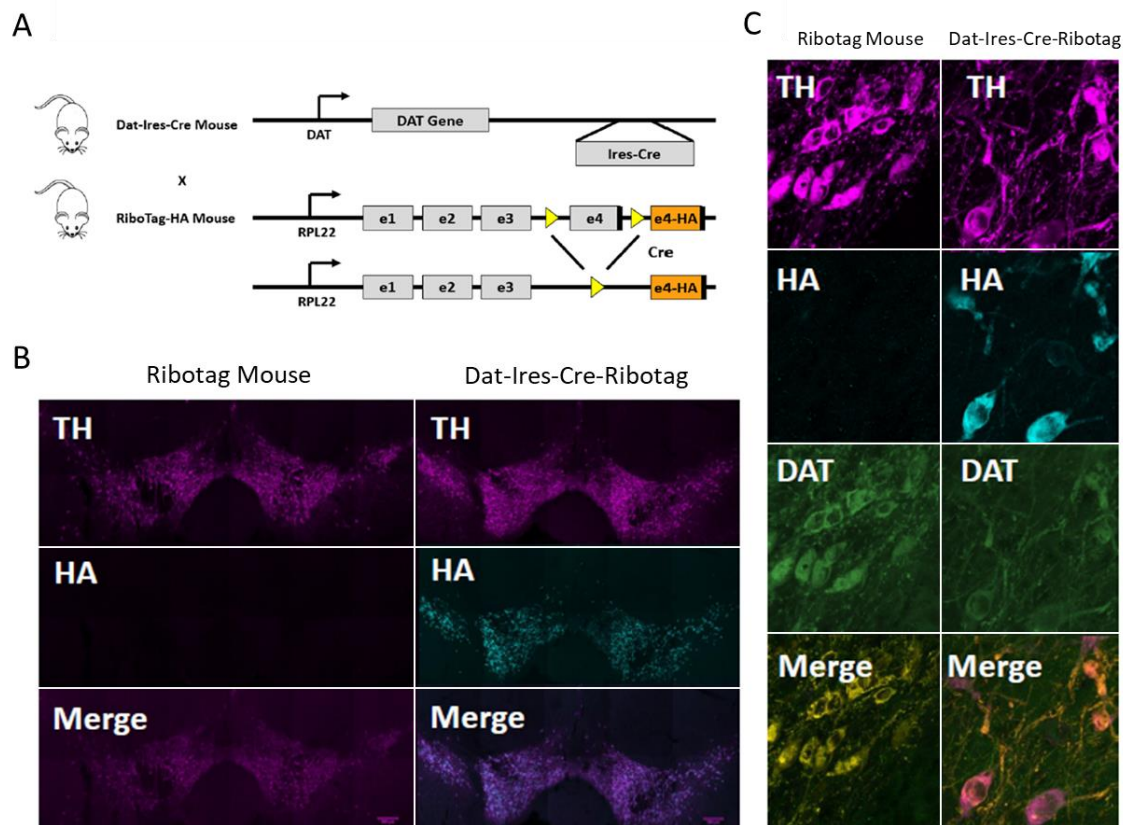 A
Dat-Ires-Cre Mouse
DAT
DAT Gene
Ires-Cre
X
RiboTag-HA Mouse
RPL22
e1 e2 e3 e4 e4-HA
Cre
RPL22
e1 e2 e3 e4-HA
B
Ribotag Mouse Dat-Ires-Cre-Ribotag
TH TH
HA HA
Merge Merge
C
Ribotag Mouse Dat-Ires-Cre-Ribotag
TH TH
HA HA
DAT DAT
Merge Merge